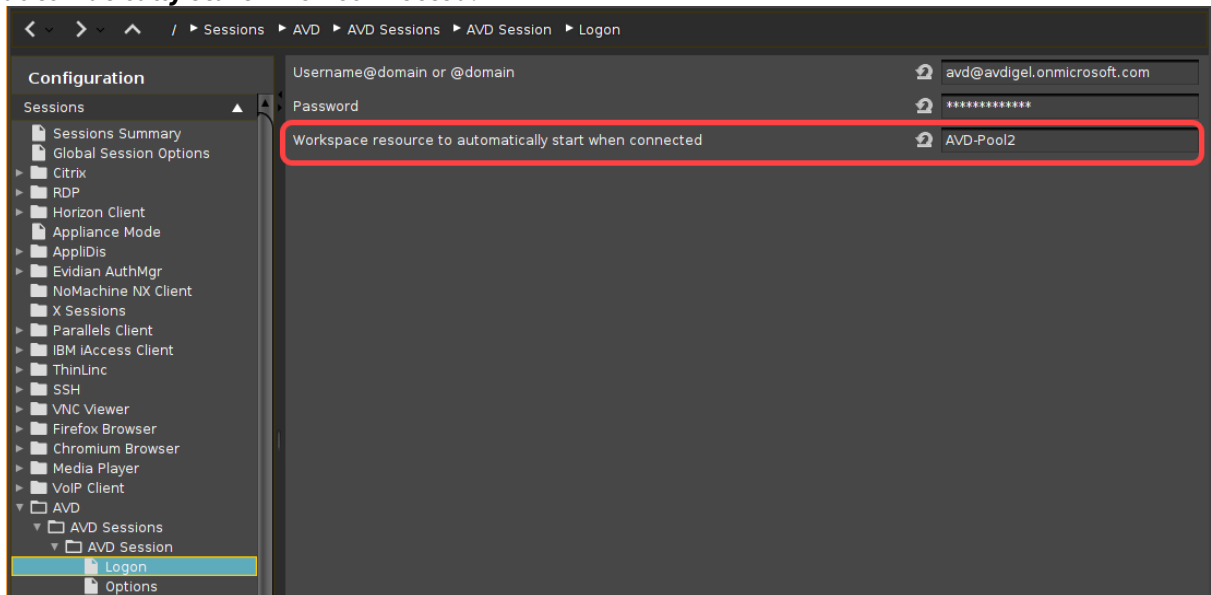 / Sessions AVD AVD Sessions AVD Session Logon
Configuration
Sessions
Sessions Summary
Global Session Options
Citrix
RDP
Horizon Client
Appliance Mode
AppliDis
Evidian AuthMgr
NoMachine NX Client
X Sessions
Parallels Client
IBM iAccess Client
ThinLinc
SSH
VNC Viewer
Firefox Browser
Chromium Browser
Media Player
VoIP Client
AVD
AVD Sessions
AVD Session
Logon
Options
Username@domain or @domain avd@avdigel.onmicrosoft.com
Password *************
Workspace resource to automatically start when connected AVD-Pool2